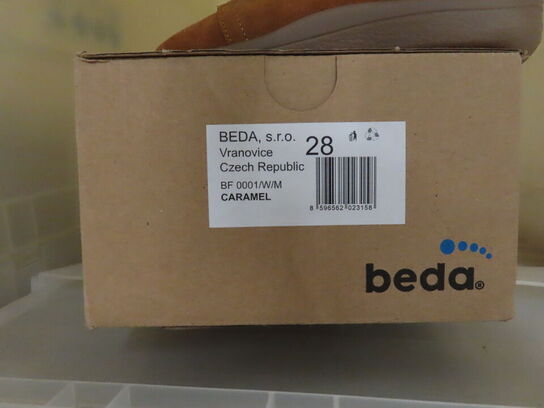 BEDA, s.r.o.
28
Vranovice
Czech Republic
BF 0001/W/M
CARAMEL
8 596562 023158
beda®